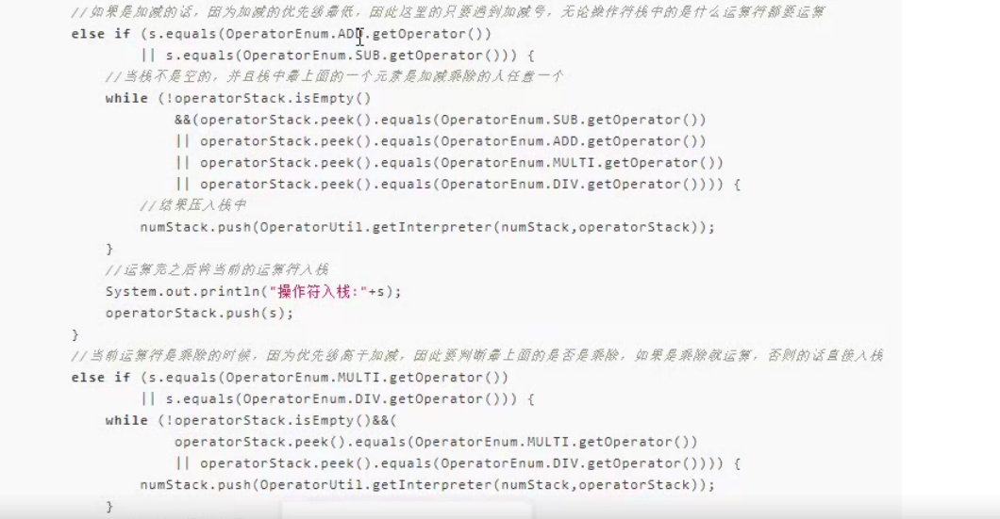 //如果是加减的话，因为加减的优先级最低，因此这里的只要遇到加减号，无论操作符栈中的是什么运算符都要运算
else if (s.equals(OperatorEnum.ADD.getOperator())
|| s.equals(OperatorEnum.SUB.getOperator())) {
//当栈不是空的，并且栈中最上面的一个元素是加减乘除的人任意一个
while (!operatorStack.isEmpty()
&&(operatorStack.peek().equals(OperatorEnum.SUB.getOperator())
|| operatorStack.peek().equals(OperatorEnum.ADD.getOperator())
|| operatorStack.peek().equals(OperatorEnum.MULTI.getOperator())
|| operatorStack.peek().equals(OperatorEnum.DIV.getOperator()))) {
//结果压入栈中
numStack.push(OperatorUtil.getInterpreter(numStack,operatorStack));
}
//运算完之后将当前的运算符入栈
System.out.println("操作符入栈:"+s);
operatorStack.push(s);
}
//当前运算符是乘除的时候，因为优先级高于加减，因此要判断最上面的是否是乘除，如果是乘除就运算，否则的话直接入栈
else if (s.equals(OperatorEnum.MULTI.getOperator())
|| s.equals(OperatorEnum.DIV.getOperator())) {
while (!operatorStack.isEmpty()&&(
operatorStack.peek().equals(OperatorEnum.MULTI.getOperator())
|| operatorStack.peek().equals(OperatorEnum.DIV.getOperator()))) {
numStack.push(OperatorUtil.getInterpreter(numStack,operatorStack));
}